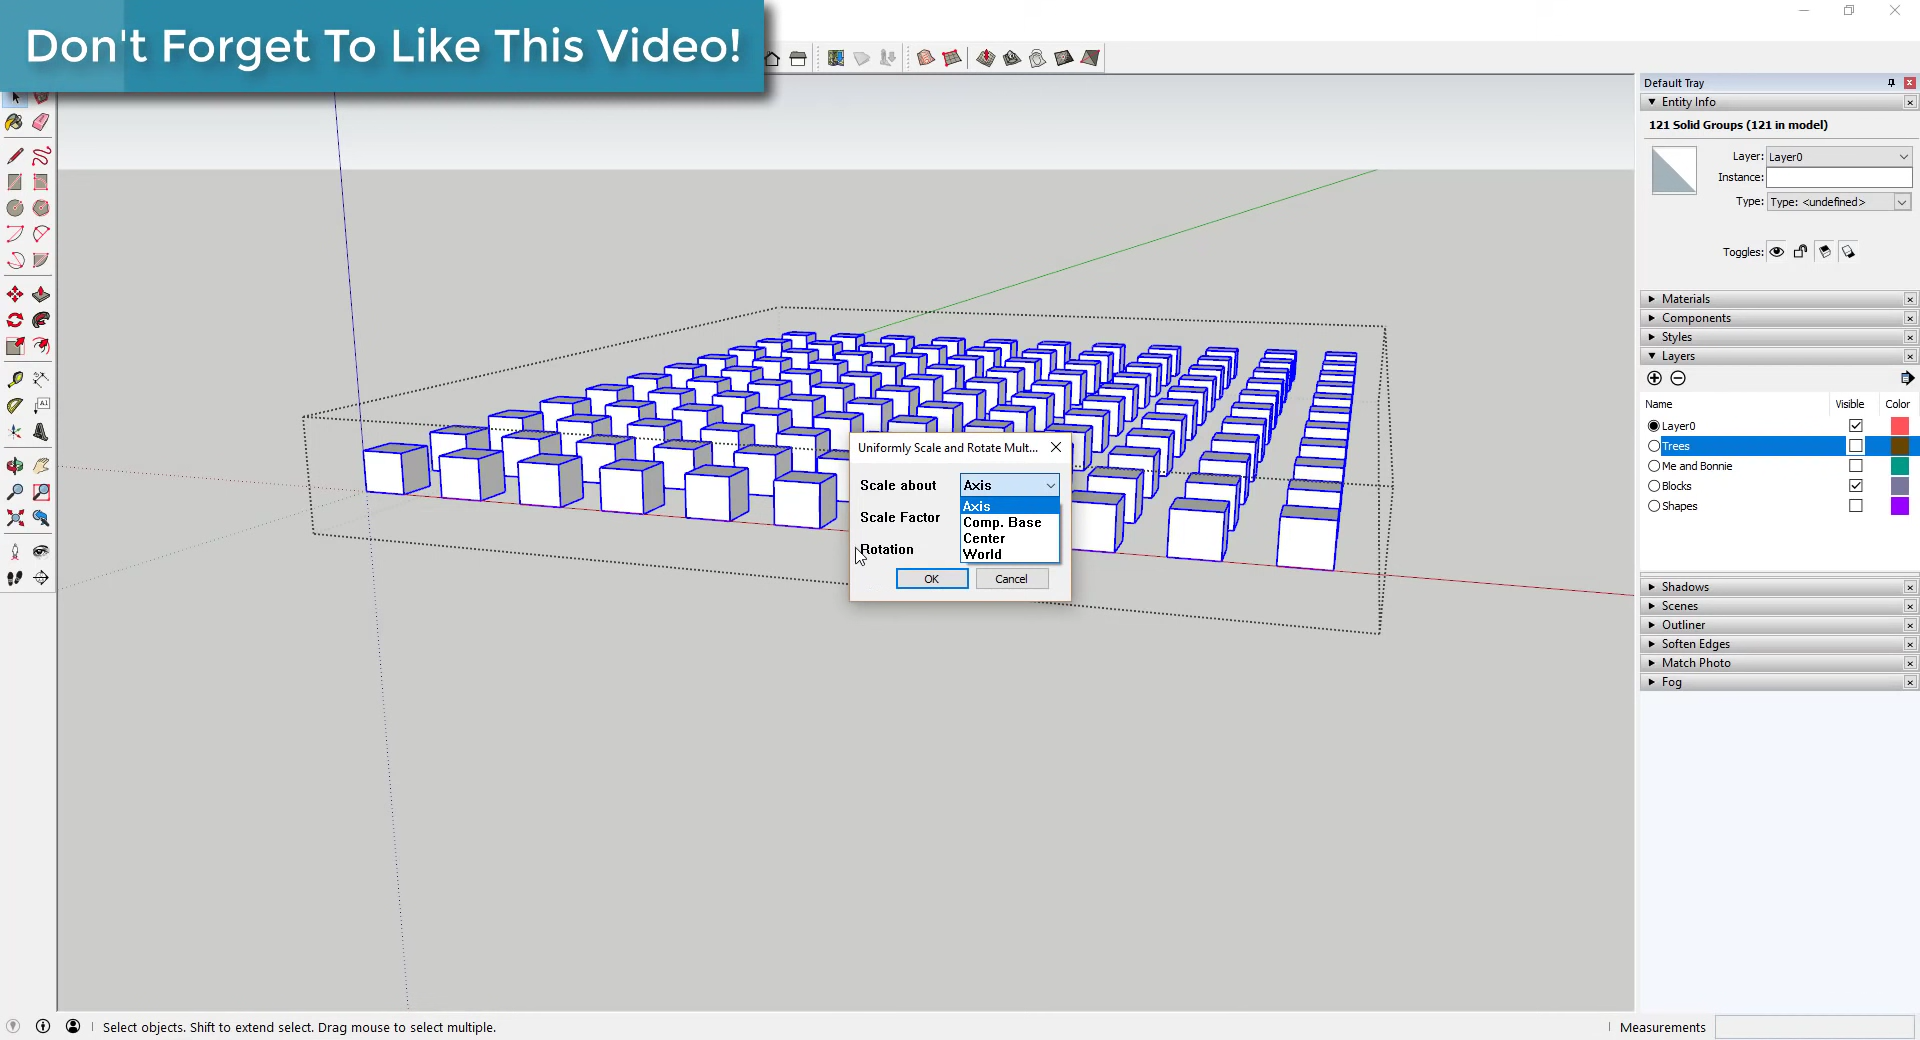 Don't Forget To Like This Video!
Default Tray
Entity Info
121 Solid Groups (121 in model)
Layer: Layer0
Instance:
Type: Type: <undefined>
Toggles:
Materials
Components
Styles
Layers
Name Visible Color
Layer0
Trees
Me and Bonnie
Blocks
Shapes
Shadows
Scenes
Outliner
Soften Edges
Match Photo
Fog
Uniformly Scale and Rotate Mult...
Scale about Axis
Axis
Scale Factor
Comp. Base
Center
Rotation
World
OK Cancel
Select objects. Shift to extend select. Drag mouse to select multiple.
Measurements